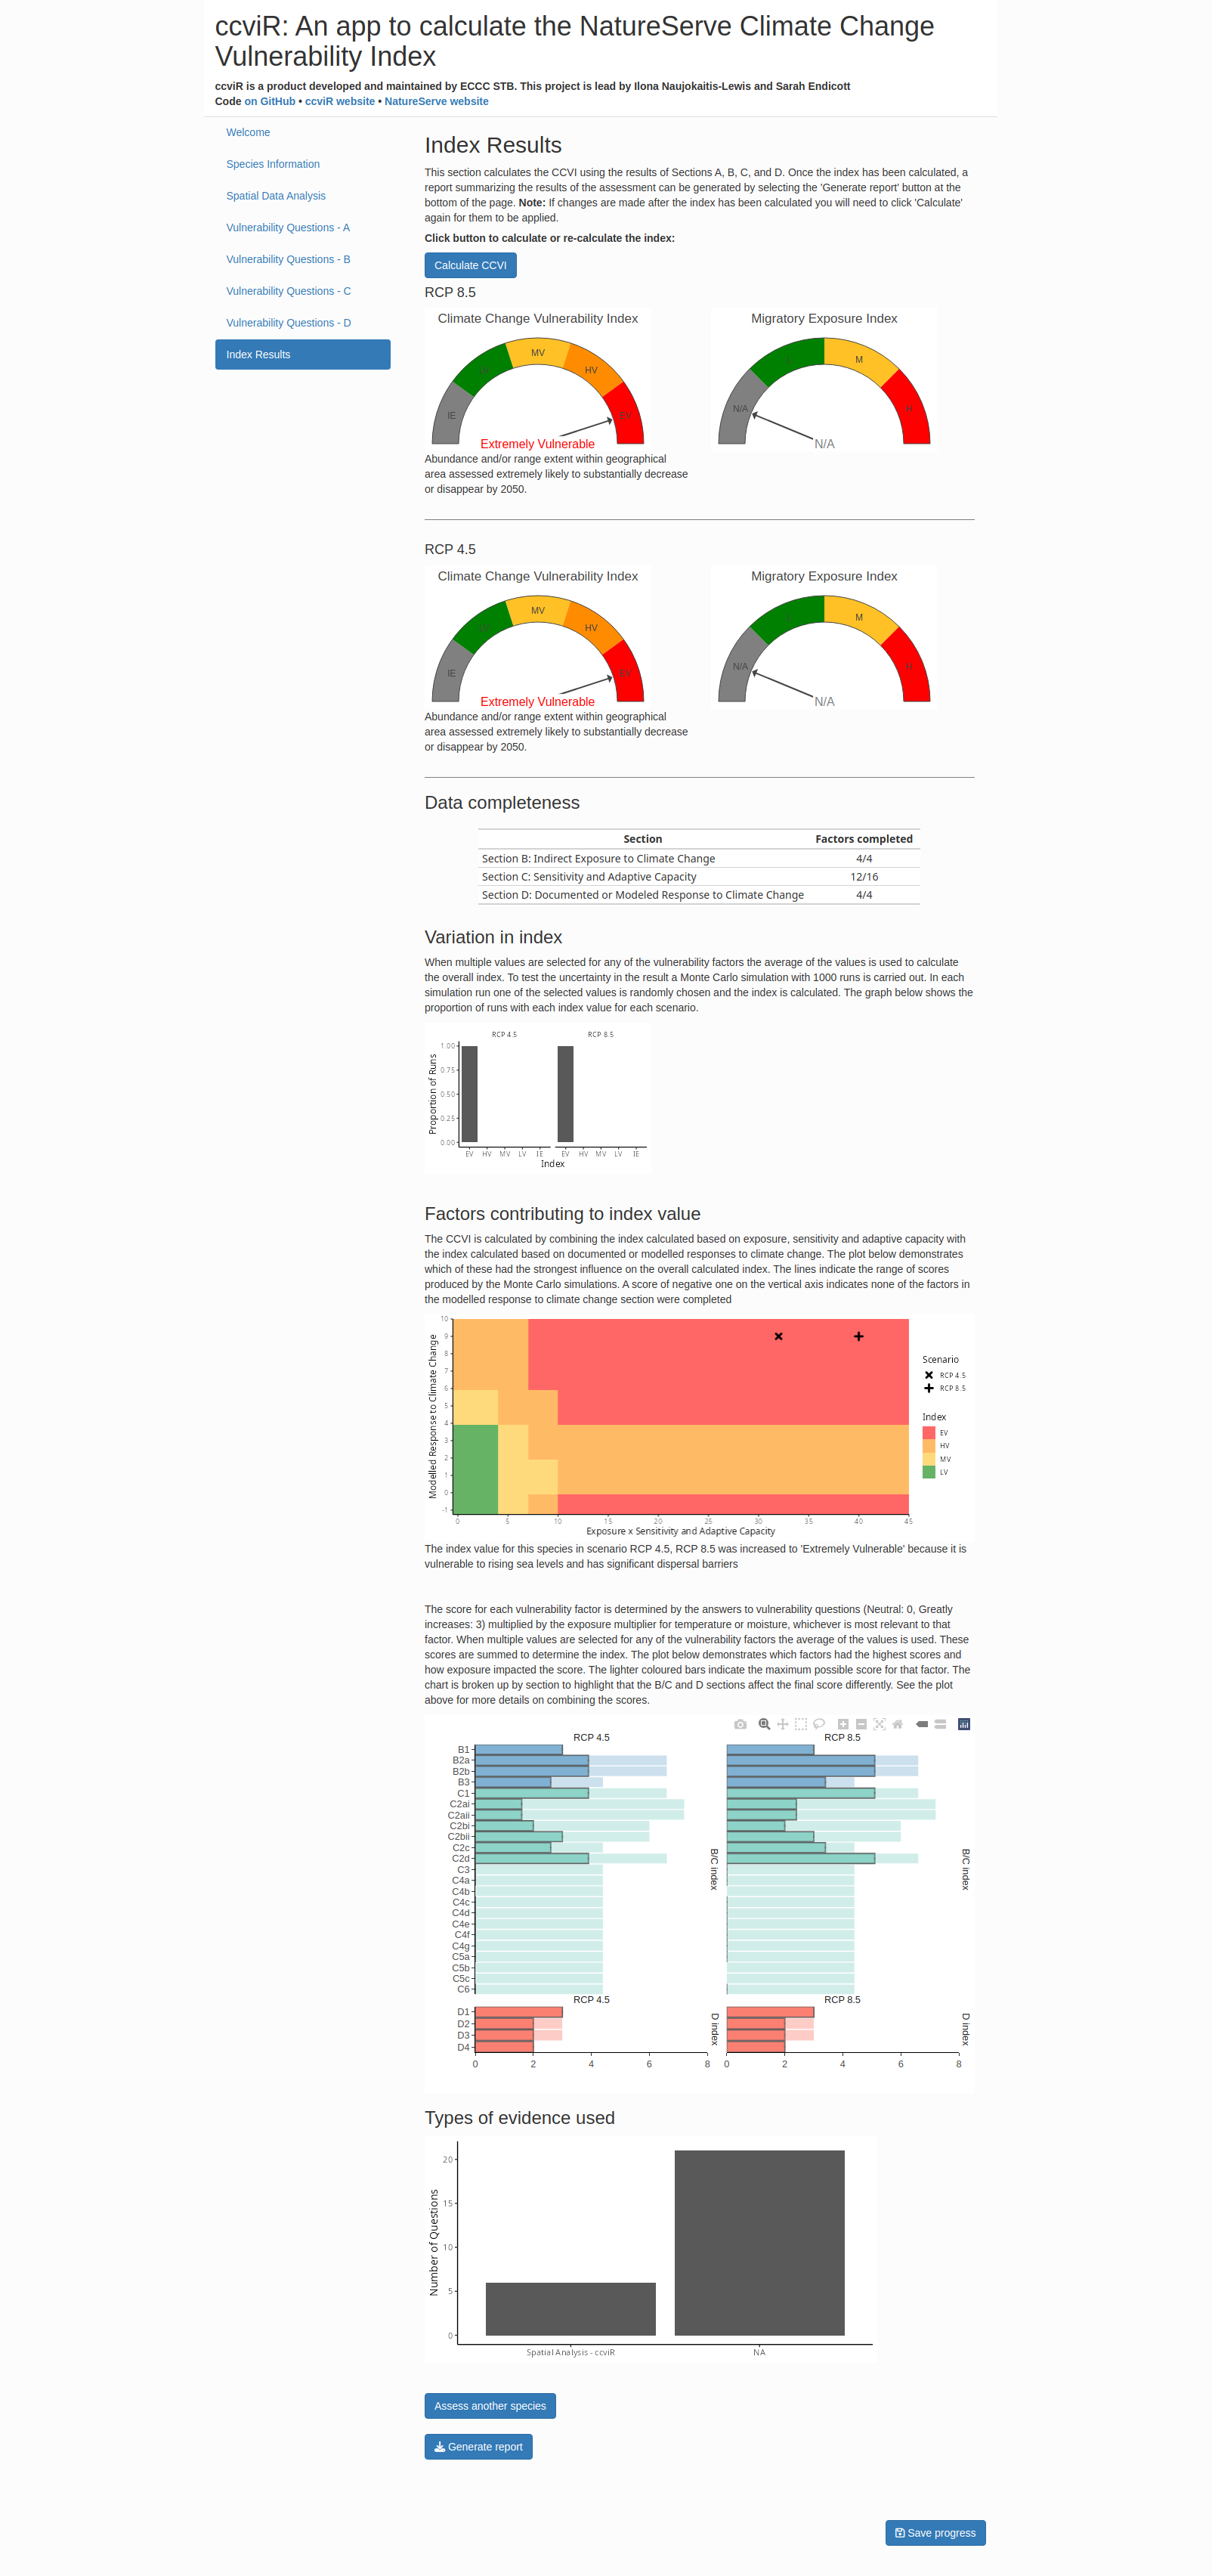 ccviR: An app to calculate the NatureServe Climate Change
Vulnerability Index
ccviR is a product developed and maintained by ECCC STB. This project is lead by Ilona Naujokaitis-Lewis and Sarah Endicott
Code on GitHub • ccviR website • NatureServe website
Welcome
Species Information
Spatial Data Analysis
Vulnerability Questions - A
Vulnerability Questions - B
Vulnerability Questions - C
Vulnerability Questions - D
Index Results
Index Results
This section calculates the CCVI using the results of Sections A, B, C, and D. Once the index has been calculated, a
report summarizing the results of the assessment can be generated by selecting the 'Generate report' button at the
bottom of the page. Note: If changes are made after the index has been calculated you will need to click 'Calculate'
again for them to be applied.
Click button to calculate or re-calculate the index:
Calculate CCVI
RCP 8.5
Climate Change Vulnerability Index
IE
MV
HV
EV
Extremely Vulnerable
Migratory Exposure Index
N/A
M
H
N/A
Abundance and/or range extent within geographical
area assessed extremely likely to substantially decrease
or disappear by 2050.
RCP 4.5
Climate Change Vulnerability Index
IE
MV
HV
EV
Extremely Vulnerable
Migratory Exposure Index
N/A
M
H
N/A
Abundance and/or range extent within geographical
area assessed extremely likely to substantially decrease
or disappear by 2050.
Data completeness
Section Factors completed
Section B: Indirect Exposure to Climate Change 4/4
Section C: Sensitivity and Adaptive Capacity 12/16
Section D: Documented or Modeled Response to Climate Change 4/4
Variation in index
When multiple values are selected for any of the vulnerability factors the average of the values is used to calculate
the overall index. To test the uncertainty in the result a Monte Carlo simulation with 1000 runs is carried out. In each
simulation run one of the selected values is randomly chosen and the index is calculated. The graph below shows the
proportion of runs with each index value for each scenario.
RCP 4.5 RCP 8.5
Proportion of Runs
1.00
0.75
0.50
0.25
0.00
EV HV MV LV IE EV HV MV LV IE
Index
Factors contributing to index value
The CCVI is calculated by combining the index calculated based on exposure, sensitivity and adaptive capacity with
the index calculated based on documented or modelled responses to climate change. The plot below demonstrates
which of these had the strongest influence on the overall calculated index. The lines indicate the range of scores
produced by the Monte Carlo simulations. A score of negative one on the vertical axis indicates none of the factors in
the modelled response to climate change section were completed
Modelled Response to Climate Change
10
9
8
7
6
5
4
3
2
1
0
-1
0 5 10 15 20 25 30 35 40 45
Exposure x Sensitivity and Adaptive Capacity
Scenario
RCP 4.5
RCP 8.5
Index
EV
HV
MV
LV
The index value for this species in scenario RCP 4.5, RCP 8.5 was increased to 'Extremely Vulnerable' because it is
vulnerable to rising sea levels and has significant dispersal barriers
The score for each vulnerability factor is determined by the answers to vulnerability questions (Neutral: 0, Greatly
increases: 3) multiplied by the exposure multiplier for temperature or moisture, whichever is most relevant to that
factor. When multiple values are selected for any of the vulnerability factors the average of the values is used. These
scores are summed to determine the index. The plot below demonstrates which factors had the highest scores and
how exposure impacted the score. The lighter coloured bars indicate the maximum possible score for that factor. The
chart is broken up by section to highlight that the B/C and D sections affect the final score differently. See the plot
above for more details on combining the scores.
RCP 4.5 RCP 8.5
B1
B2a
B2b
B3
C1
C2ai
C2aii
C2bi
C2bii
C2c
C2d
C3
C4a
C4b
C4c
C4d
C4e
C4f
C4g
C5a
C5b
C5c
C6
B/C index
B/C index
RCP 4.5 RCP 8.5
D1
D2
D3
D4
D index
D index
0 2 4 6 8 0 2 4 6 8
Types of evidence used
Number of Questions
20
15
10
5
0
Spatial Analysis - ccviR NA
Assess another species
Generate report
Save progress